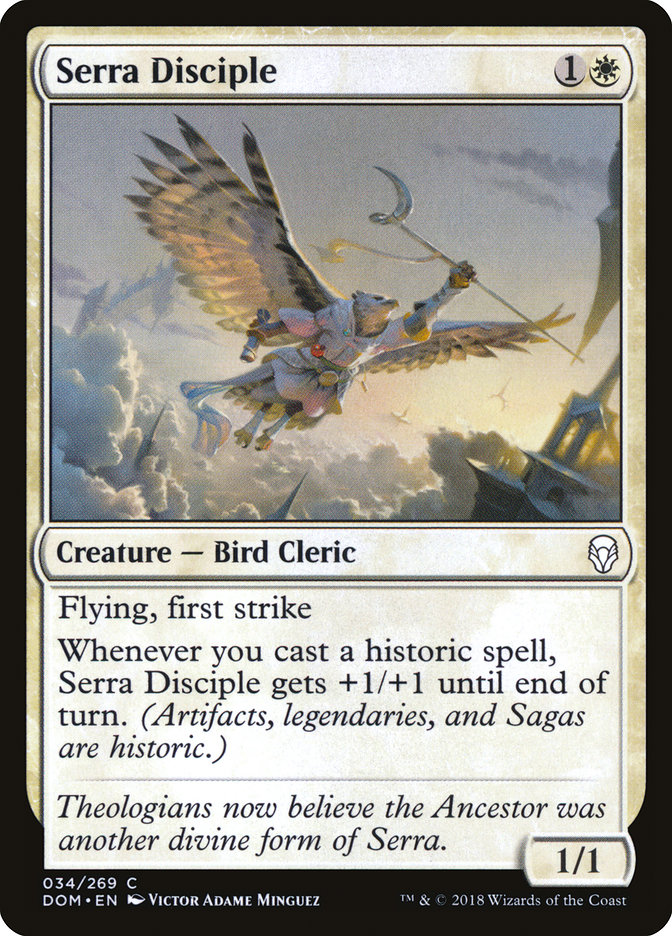 Serra Disciple 1
Creature — Bird Cleric
Flying, first strike
Whenever you cast a historic spell,
Serra Disciple gets +1/+1 until end of
turn. (Artifacts, legendaries, and Sagas
are historic.)
Theologians now believe the Ancestor was
another divine form of Serra.
1/1
034/269 C
DOM • EN Victor Adame Minguez
™ & © 2018 Wizards of the Coast